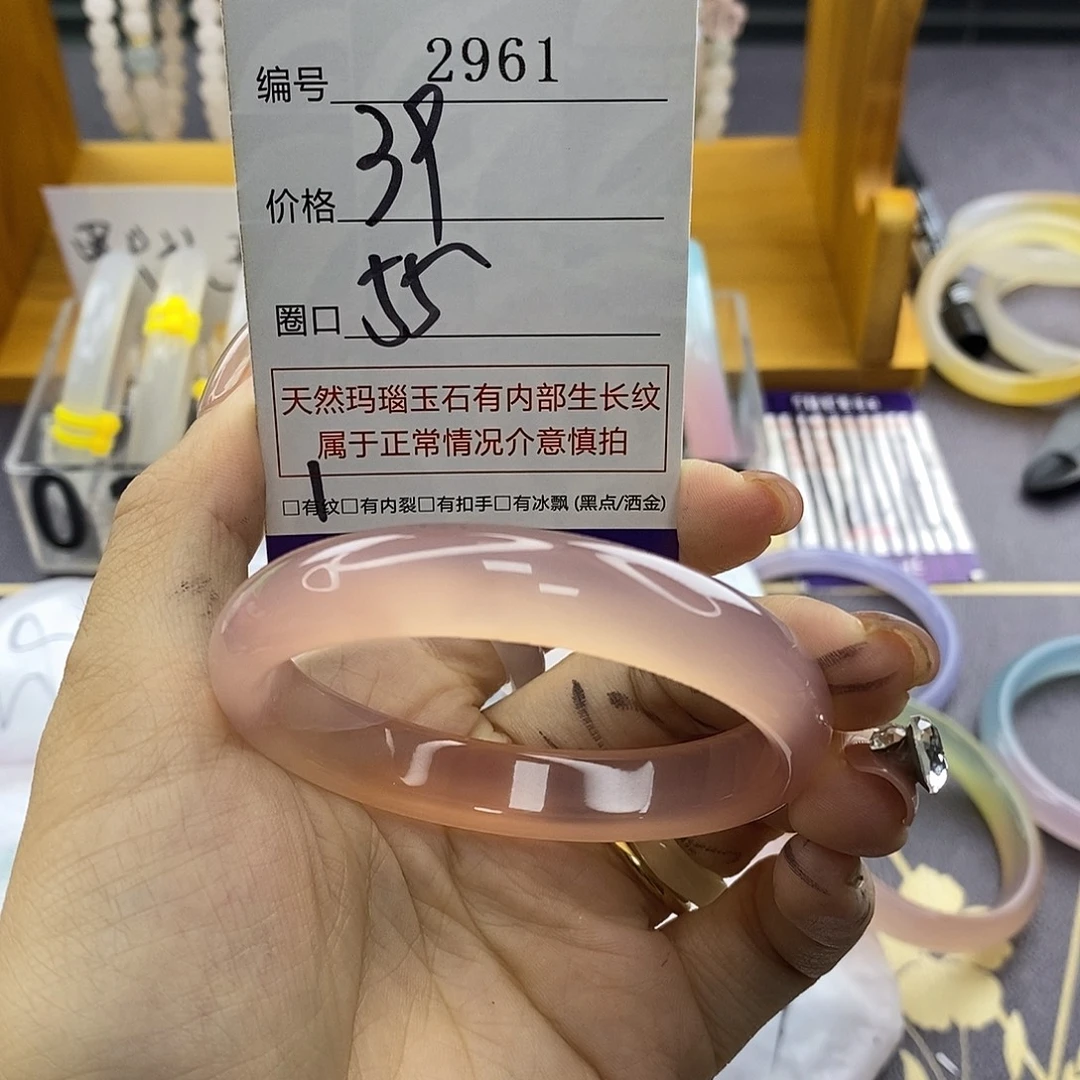 编号 2961
价格 39
圈口 55
天然玛瑙玉石有内部生长纹
属于正常情况介意慎拍
□有纹□有内裂□有扣手□有冰飘 (黑点/洒金)
0